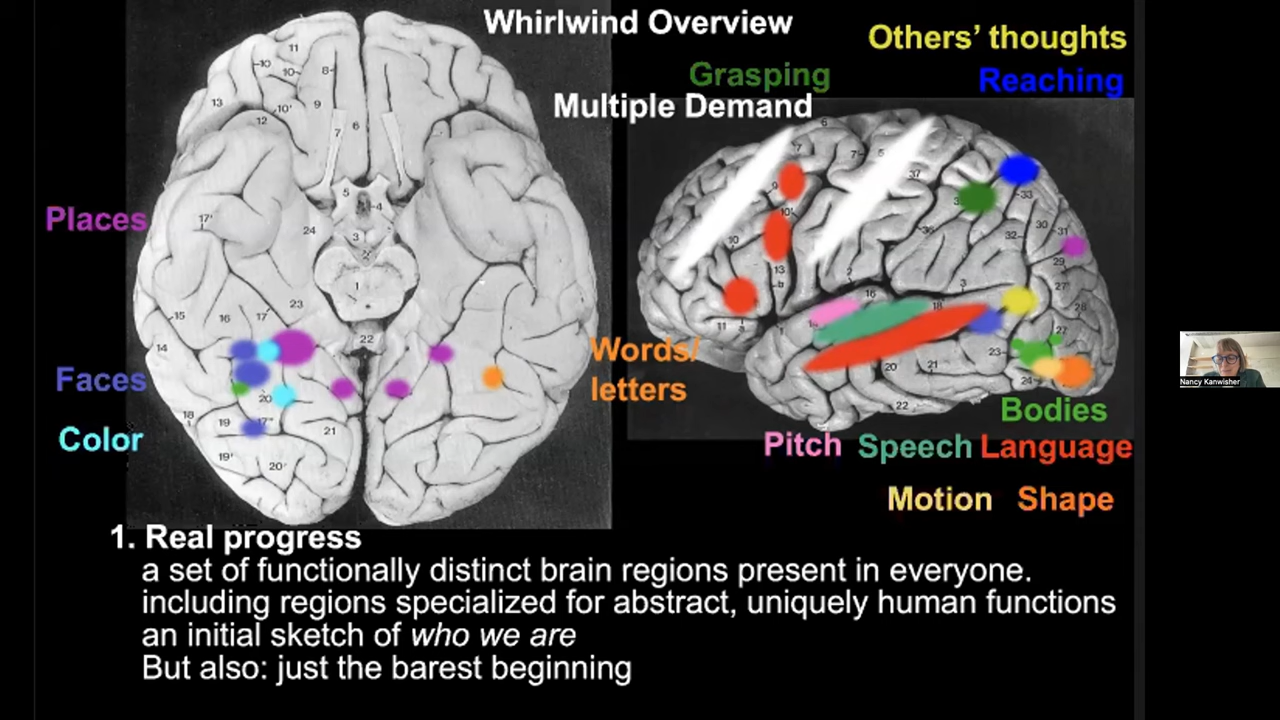 Whirlwind Overview
Others' thoughts
Grasping
Reaching
Multiple Demand
Places
Faces
Color
Words/
letters
Bodies
Pitch Speech Language
Motion Shape
1. Real progress
a set of functionally distinct brain regions present in everyone.
including regions specialized for abstract, uniquely human functions
an initial sketch of who we are
But also: just the barest beginning
Nancy Kanwisher